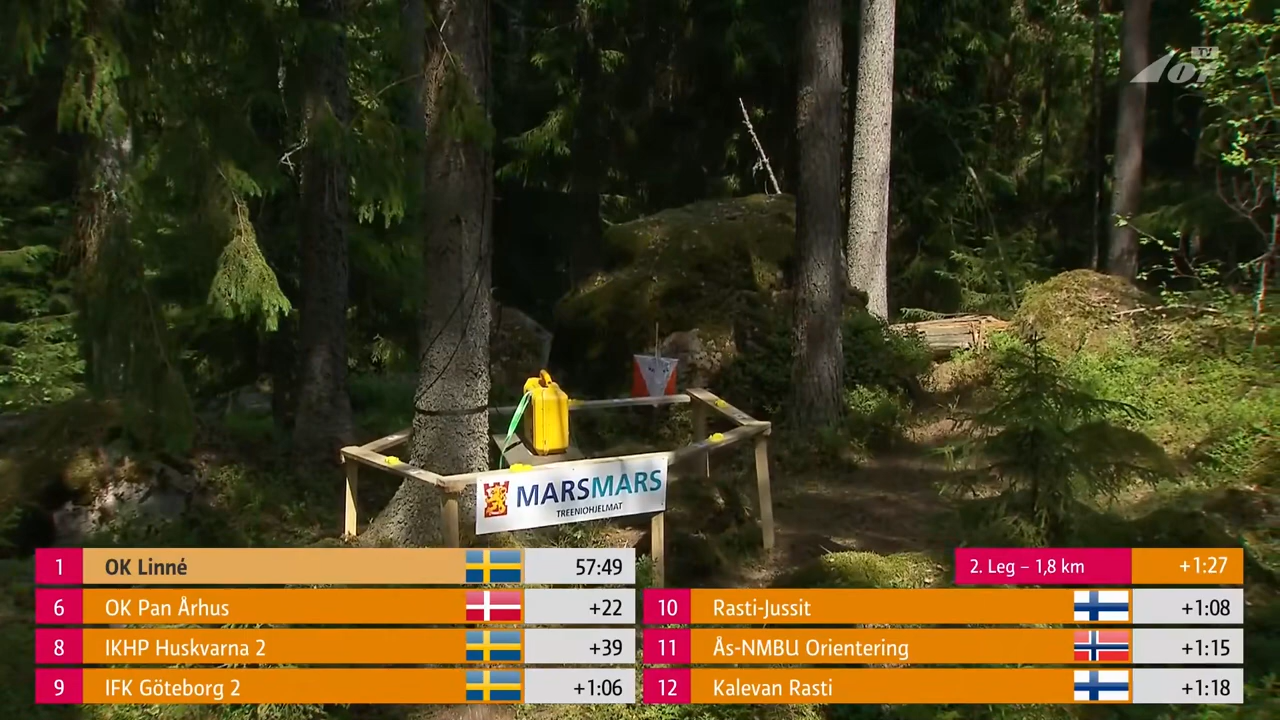 TV
MARSMARS
TREENIOHJELMAT
1 OK Linné 57:49
2. Leg – 1,8 km +1:27
6 OK Pan Århus +22
10 Rasti-Jussit +1:08
8 IKHP Huskvarna 2 +39
11 Ås-NMBU Orientering +1:15
9 IFK Göteborg 2 +1:06
12 Kalevan Rasti +1:18